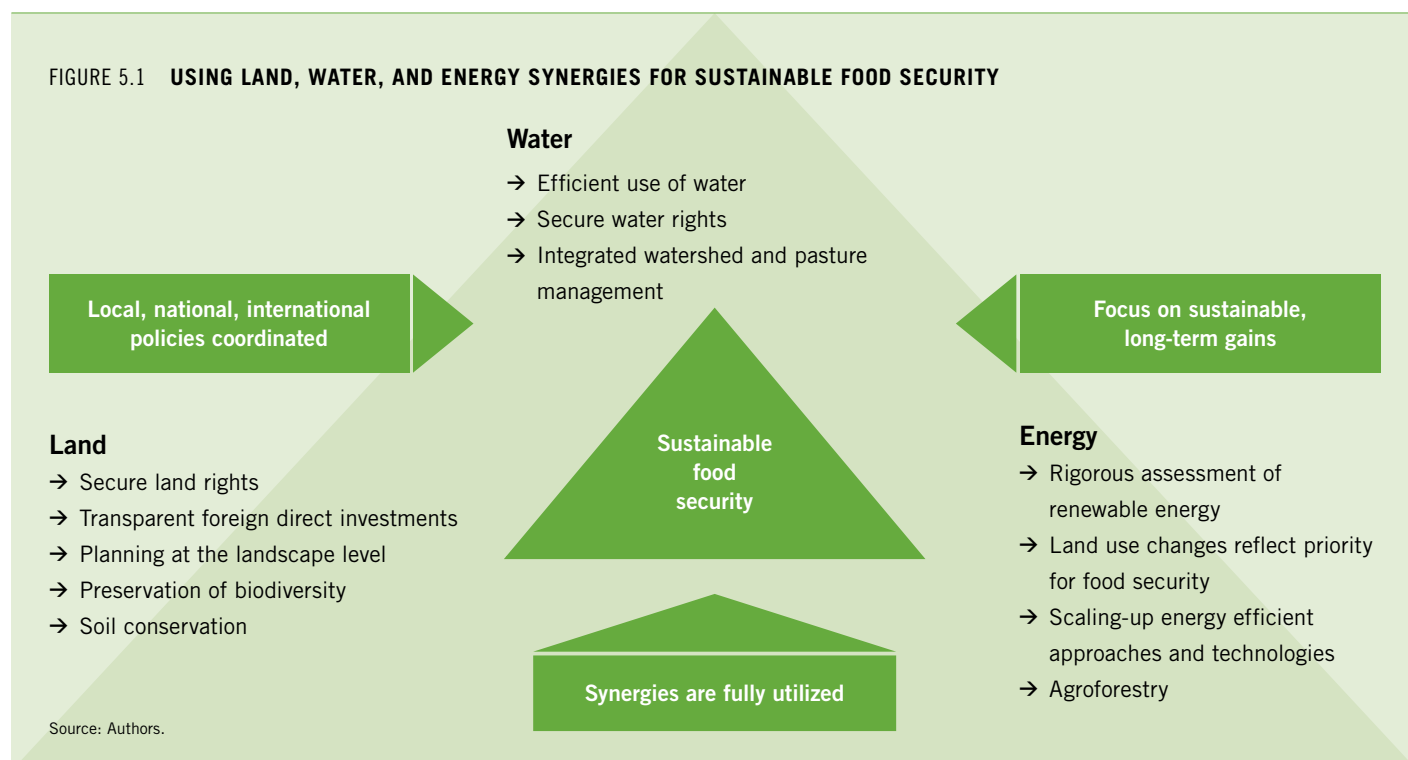 FIGURE 5.1 USING LAND, WATER, AND ENERGY SYNERGIES FOR SUSTAINABLE FOOD SECURITY
Water
→ Efficient use of water
→ Secure water rights
→ Integrated watershed and pasture
management
Local, national, international
policies coordinated
Focus on sustainable,
long-term gains
Land
→ Secure land rights
→ Transparent foreign direct investments
→ Planning at the landscape level
→ Preservation of biodiversity
→ Soil conservation
Sustainable
food
security
Energy
→ Rigorous assessment of
renewable energy
→ Land use changes reflect priority
for food security
→ Scaling-up energy efficient
approaches and technologies
→ Agroforestry
Synergies are fully utilized
Source: Authors.